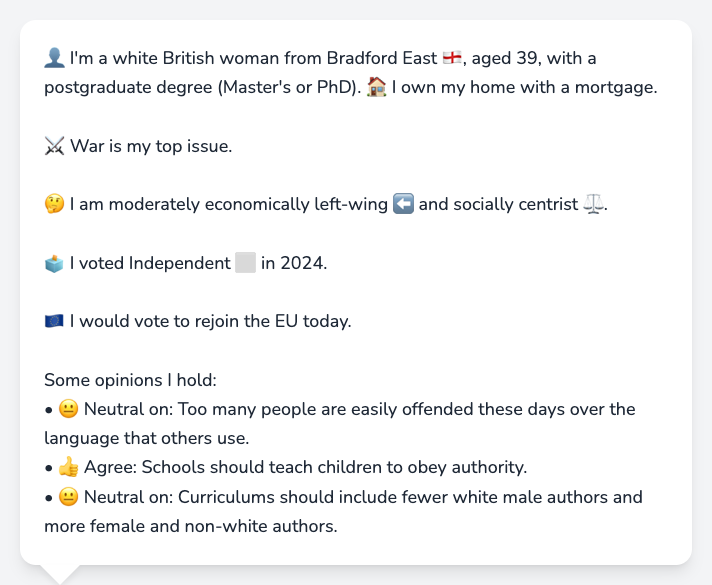 👤 I'm a white British woman from Bradford East 🏴󠁧󠁢󠁥󠁮󠁧󠁿, aged 39, with a
postgraduate degree (Master's or PhD). 🏠 I own my home with a mortgage.
⚔️ War is my top issue.
🤔 I am moderately economically left-wing ⬅️ and socially centrist ⚖️.
🗳️ I voted Independent ⬜ in 2024.
🇪🇺 I would vote to rejoin the EU today.
Some opinions I hold:
• 😐 Neutral on: Too many people are easily offended these days over the
language that others use.
• 👍 Agree: Schools should teach children to obey authority.
• 😐 Neutral on: Curriculums should include fewer white male authors and
more female and non-white authors.